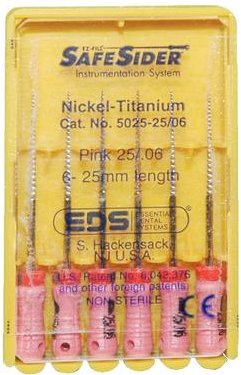 EZ-FILL
SAFESIDER
Instrumentation System
Nickel-Titanium
Cat. No. 5025-25/06
Pink 25/.06
6- 25mm length
EDS ESSENTIAL DENTAL SYSTEMS
S. Hackensack,
NJ U.S.A.
U.S. Patent No. 6,042,376
and other foreign patents
NON-STERILE
CE